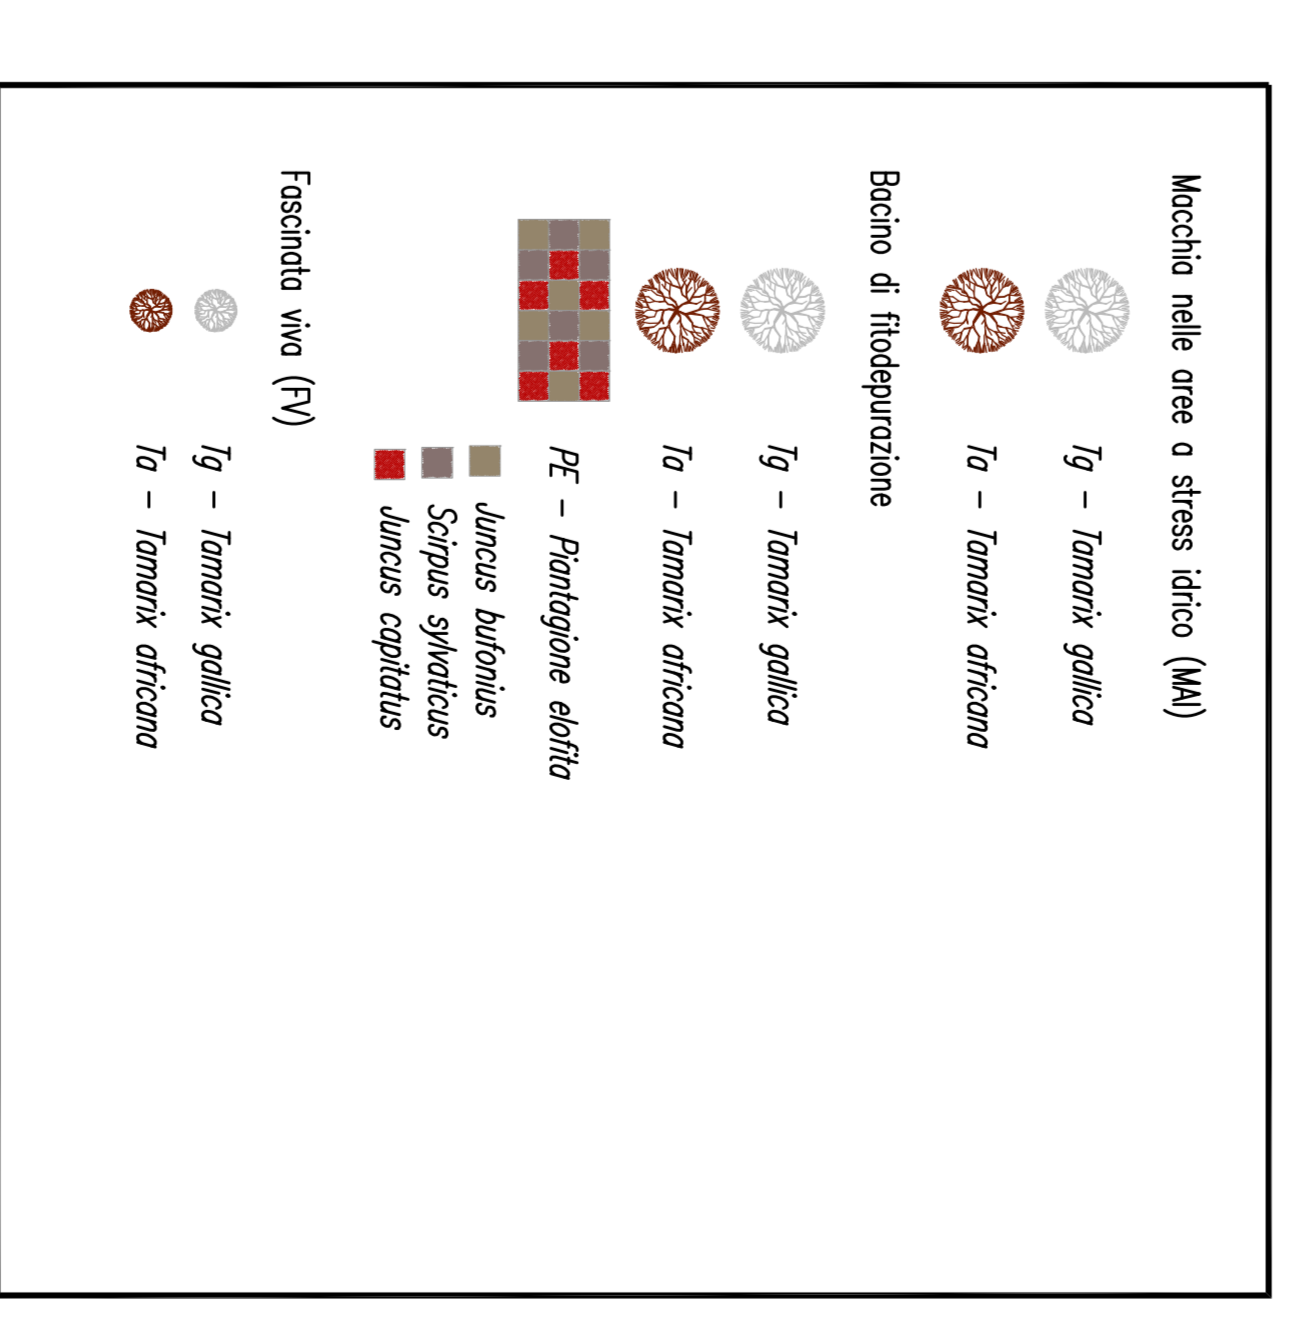 Macchia nelle aree a stress idrico (MAI)
Tg - Tamarix gallica
Ta - Tamarix africana
Bacino di fitodepurazione
Tg - Tamarix gallica
Ta - Tamarix africana
PE - Piantagione elofita
Juncus bufonius
Scirpus sylvaticus
Juncus capitatus
Fascinata viva (FV)
Tg - Tamarix gallica
Ta - Tamarix africana